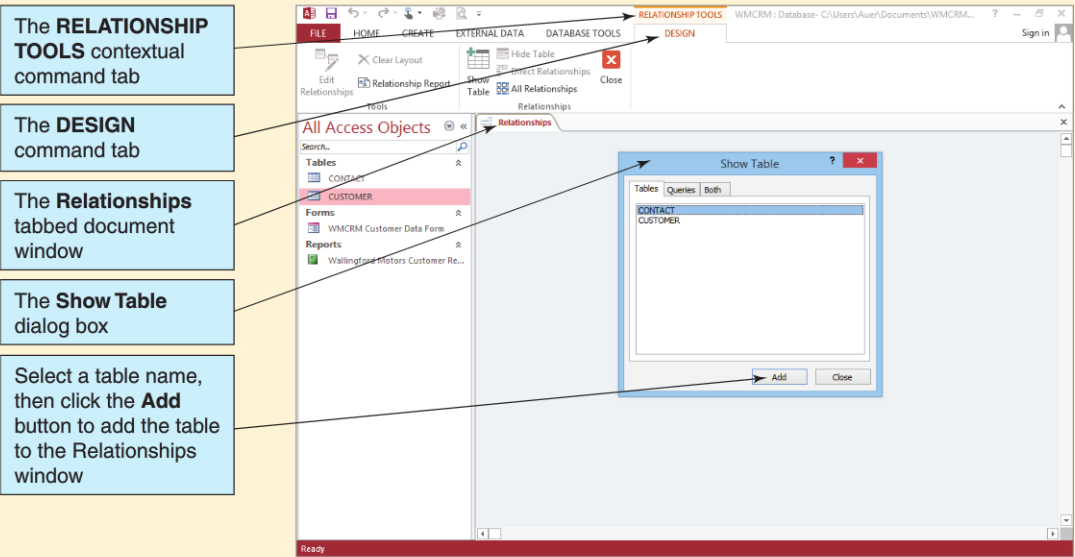 The RELATIONSHIP
TOOLS contextual
command tab
The DESIGN
command tab
The Relationships
tabbed document
window
The Show Table
dialog box
Select a table name,
then click the Add
button to add the table
to the Relationships
window
RELATIONSHIP TOOLS WMCRM : Database- C:\Users\Auer\Documents\WMCRM...
FILE HOME CREATE EXTERNAL DATA DATABASE TOOLS DESIGN Sign in
Edit
Relationships
Clear Layout
Relationship Report
Tools
Show
Table
Hide Table
Direct Relationships
All Relationships
Close
Relationships
All Access Objects
Search..
Tables
CONTACT
CUSTOMER
Forms
WMCRM Customer Data Form
Reports
Wallingford Motors Customer Re...
Relationships
Show Table
Tables Queries Both
CONTACT
CUSTOMER
Add Close
Ready